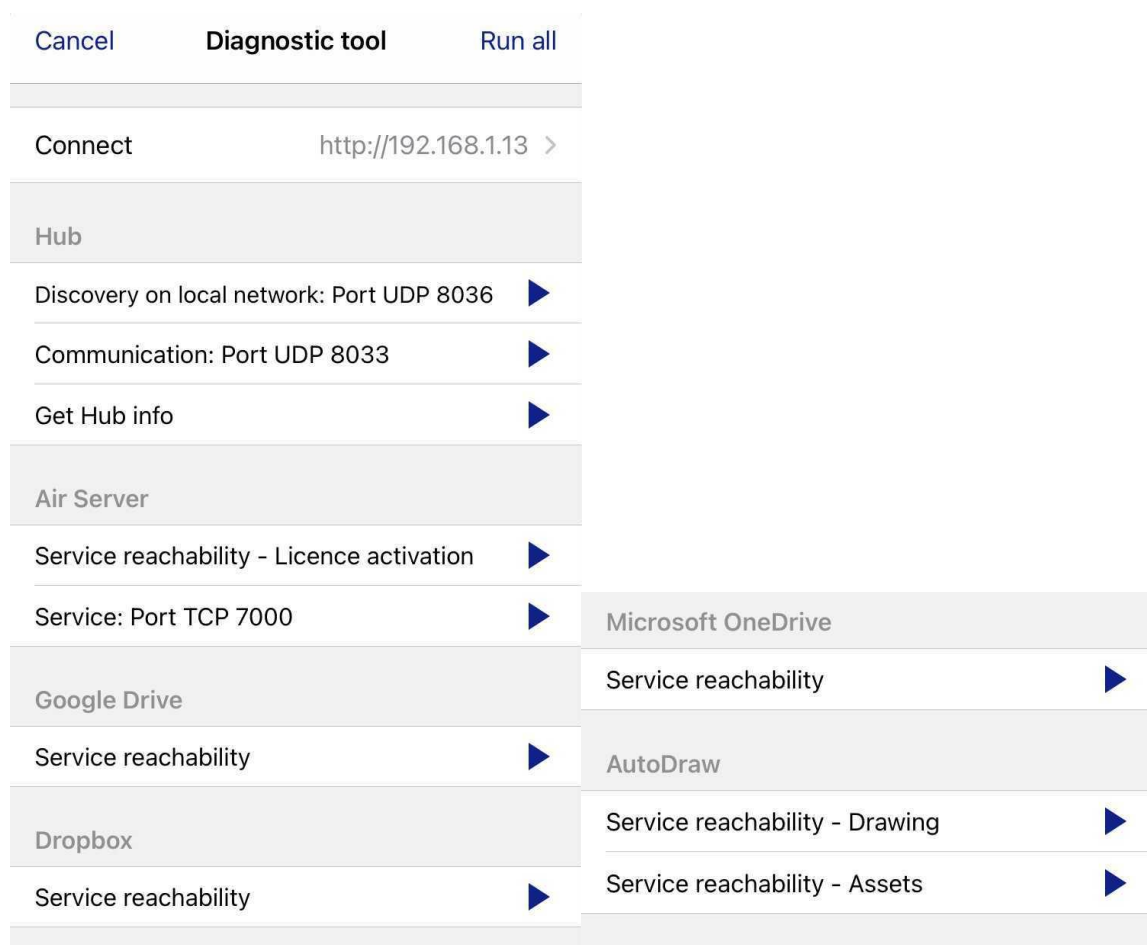 Cancel Diagnostic tool Run all
Connect http://192.168.1.13
Hub
Discovery on local network: Port UDP 8036
Communication: Port UDP 8033
Get Hub info
Air Server
Service reachability - Licence activation
Service: Port TCP 7000
Google Drive
Service reachability
Dropbox
Service reachability
Microsoft OneDrive
Service reachability
AutoDraw
Service reachability - Drawing
Service reachability - Assets